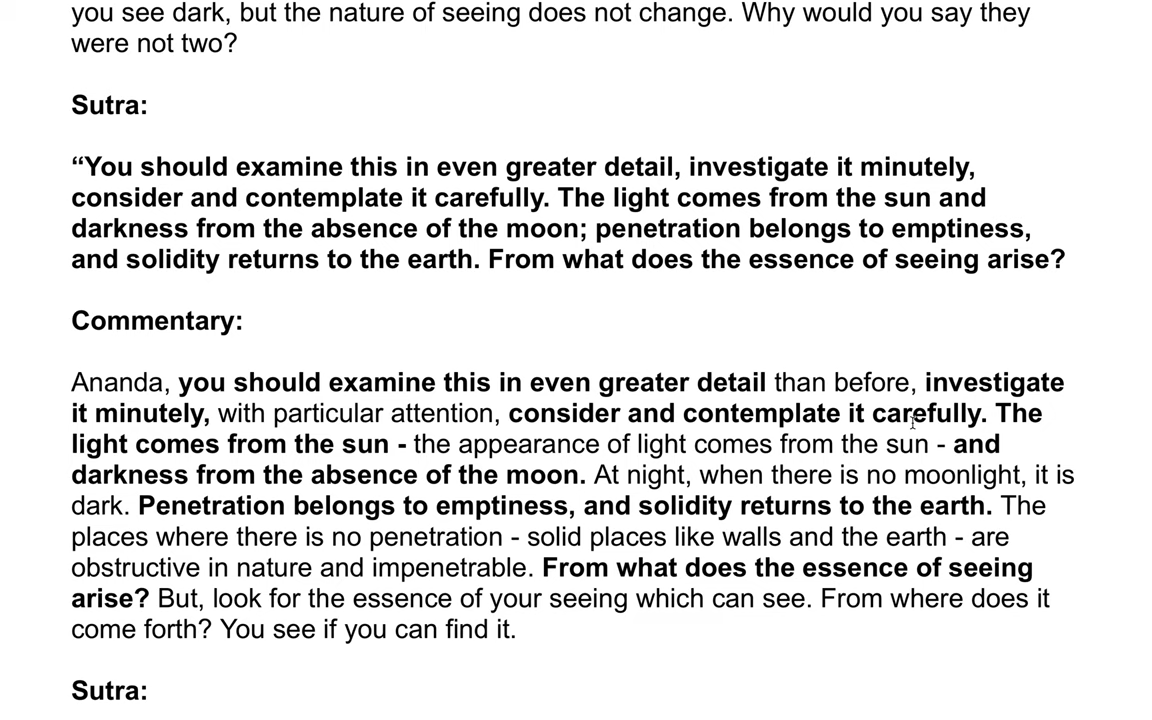 you see dark, but the nature of seeing does not change. Why would you say they
were not two?
Sutra:
“You should examine this in even greater detail, investigate it minutely,
consider and contemplate it carefully. The light comes from the sun and
darkness from the absence of the moon; penetration belongs to emptiness,
and solidity returns to the earth. From what does the essence of seeing arise?
Commentary:
Ananda, you should examine this in even greater detail than before, investigate
it minutely, with particular attention, consider and contemplate it carefully. The
light comes from the sun - the appearance of light comes from the sun - and
darkness from the absence of the moon. At night, when there is no moonlight, it is
dark. Penetration belongs to emptiness, and solidity returns to the earth. The
places where there is no penetration - solid places like walls and the earth - are
obstructive in nature and impenetrable. From what does the essence of seeing
arise? But, look for the essence of your seeing which can see. From where does it
come forth? You see if you can find it.
Sutra: